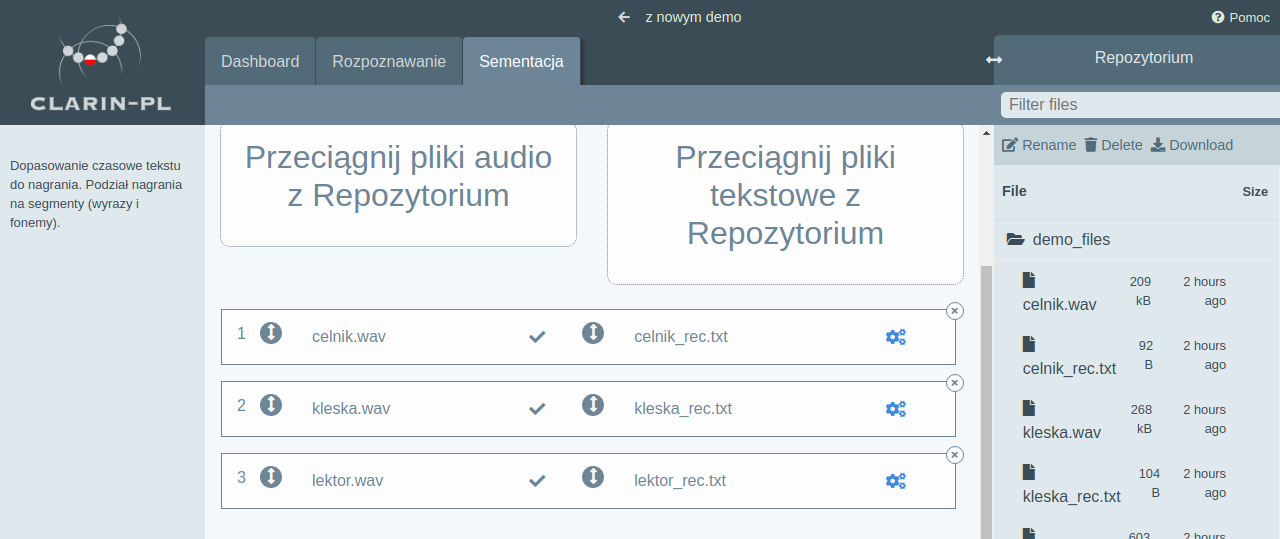 z nowym demo
Pomoc
CLARIN-PL
Dashboard
Rozpoznawanie
Sementacja
Repozytorium
Filter files
Rename
Delete
Download
Dopasowanie czasowe tekstu
do nagrania. Podział nagrania
na segmenty (wyrazy i
fonemy).
Przeciągnij pliki audio
z Repozytorium
Przeciągnij pliki
tekstowe z
Repozytorium
1 celnik.wav celnik_rec.txt
2 kleska.wav kleska_rec.txt
3 lektor.wav lektor_rec.txt
File Size
demo_files
celnik.wav
209
kB
2 hours
ago
celnik_rec.txt
92
B
2 hours
ago
kleska.wav
268
kB
2 hours
ago
kleska_rec.txt
104
B
2 hours
ago
603
2 hours